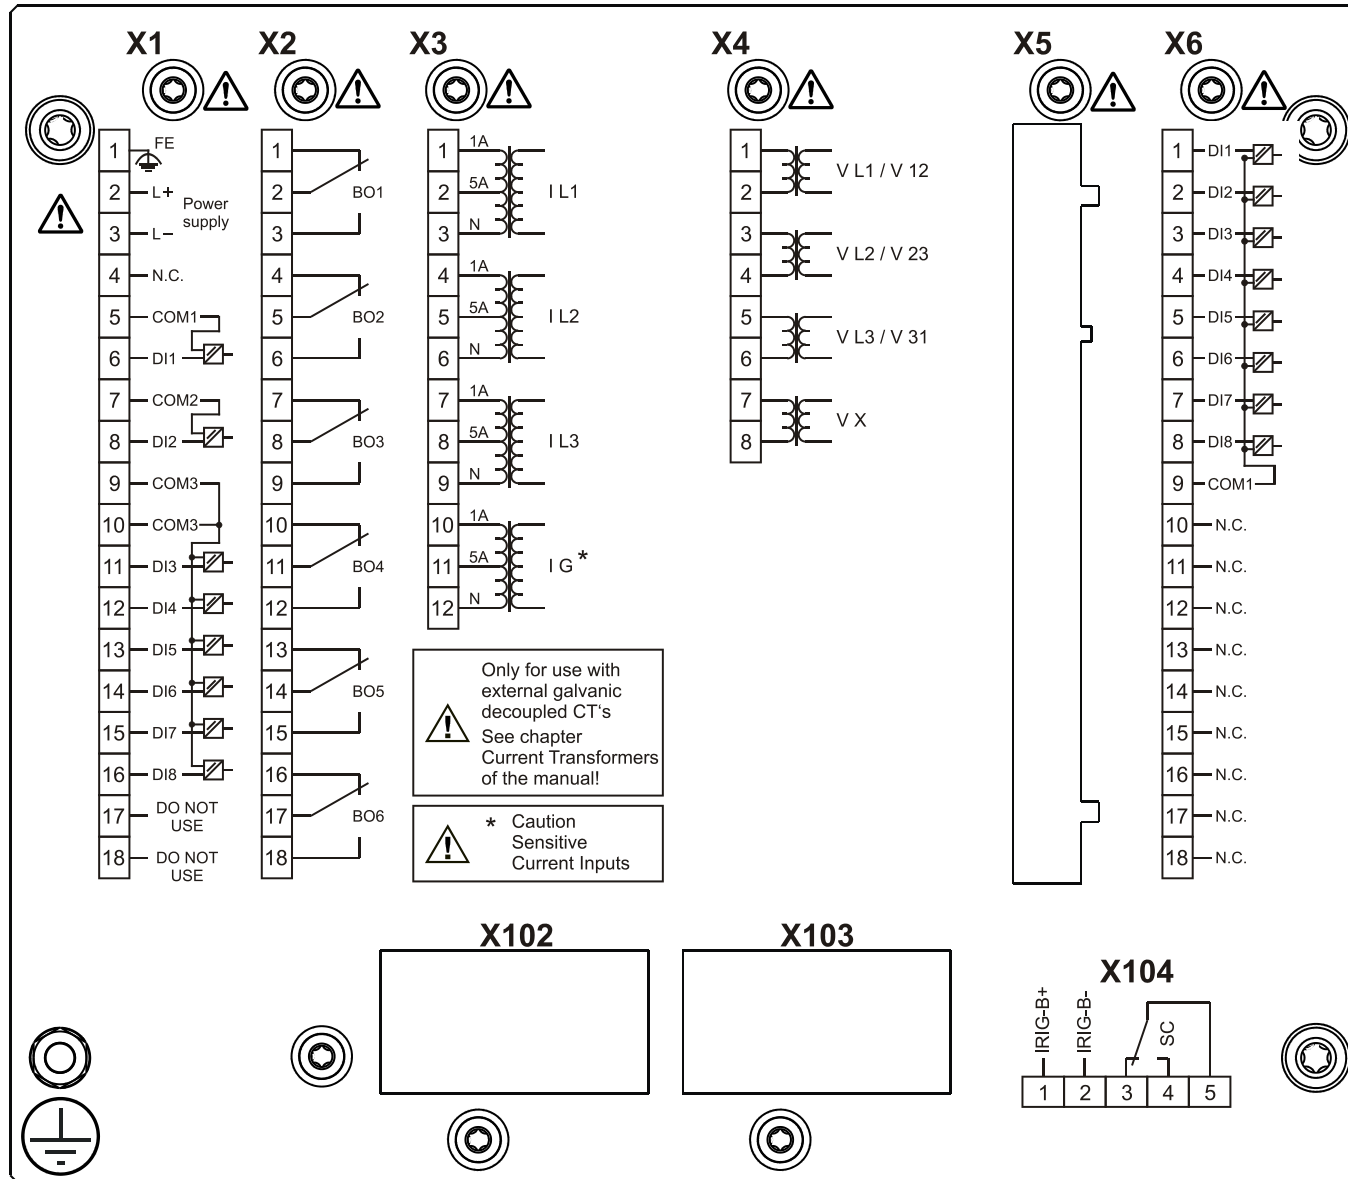 X1
1 FE
2 L+
Power
supply
3 L−
4 N.C.
5 COM1
6 DI1
7 COM2
8 DI2
9 COM3
10 COM3
11 DI3
12 DI4
13 DI5
14 DI6
15 DI7
16 DI8
17 DO NOT
USE
18 DO NOT
USE
X2
1
2 BO1
3
4
5 BO2
6
7
8 BO3
9
10
11 BO4
12
13
14 BO5
15
16
17 BO6
18
X3
1 1A
2 5A I L1
3 N
4 1A
5 5A I L2
6 N
7 1A
8 5A I L3
9 N
10 1A
11 5A I G *
12 N
Only for use with
external galvanic
decoupled CT‘s
See chapter
Current Transformers
of the manual!
* Caution
Sensitive
Current Inputs
X4
1
V L1 / V 12
2
3
V L2 / V 23
4
5
V L3 / V 31
6
7
V X
8
X5
X6
1 DI1
2 DI2
3 DI3
4 DI4
5 DI5
6 DI6
7 DI7
8 DI8
9 COM1
10 N.C.
11 N.C.
12 N.C.
13 N.C.
14 N.C.
15 N.C.
16 N.C.
17 N.C.
18 N.C.
X102
X103
X104
IRIG-B+
IRIG-B-
SC
1 2 3 4 5